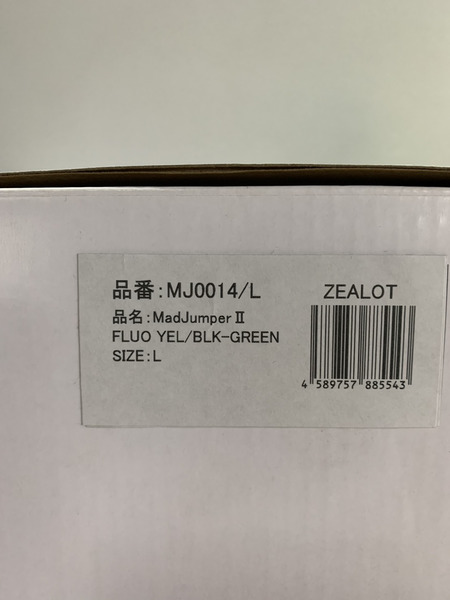 品番:MJ0014/L
品名:MadJumperⅡ
FLUO YEL/BLK-GREEN
SIZE:L
ZEALOT
4 589757 885543